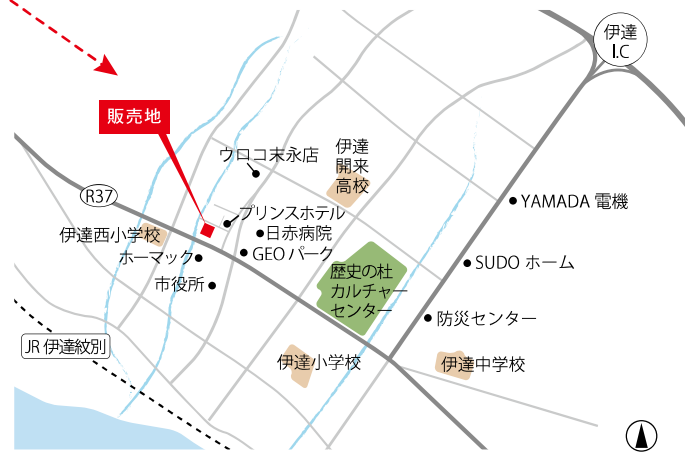 伊達
I.C
販売地
ウロコ末永店
伊達
開来
高校
R37
プリンスホテル
YAMADA 電機
伊達西小学校
日赤病院
ホーマック
GEO パーク
SUDO ホーム
歴史の杜
カルチャー
センター
市役所
防災センター
JR 伊達紋別
伊達小学校
伊達中学校